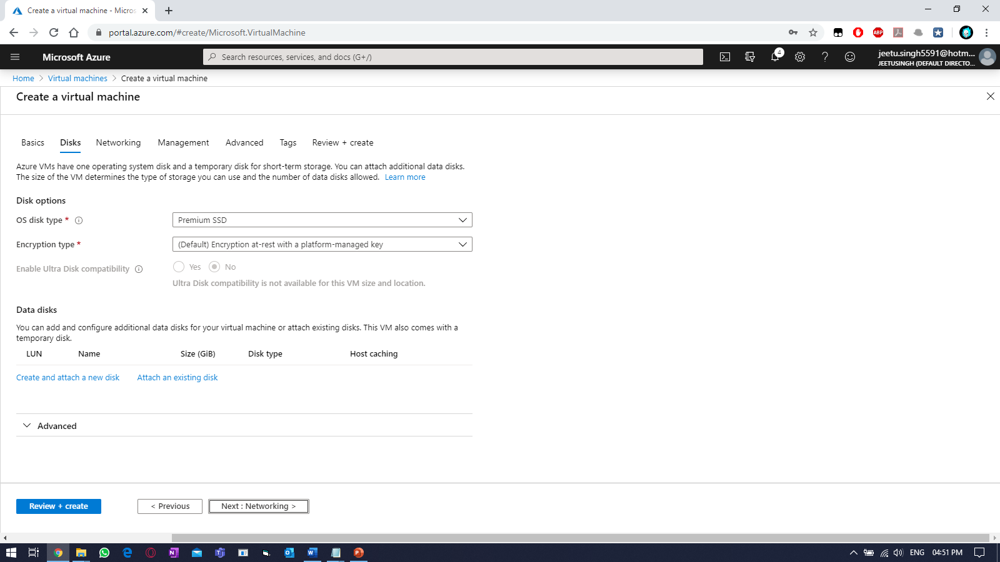 Create a virtual machine - Micros
portal.azure.com/#create/Microsoft.VirtualMachine
ABP
Microsoft Azure
Search resources, services, and docs (G+/)
4
jeetu.singh5591@hotm...
JEETUSINGH (DEFAULT DIRECTO...
Home > Virtual machines > Create a virtual machine
Create a virtual machine
Basics Disks Networking Management Advanced Tags Review + create
Azure VMs have one operating system disk and a temporary disk for short-term storage. You can attach additional data disks.
The size of the VM determines the type of storage you can use and the number of data disks allowed. Learn more
Disk options
OS disk type * Premium SSD
Encryption type * (Default) Encryption at-rest with a platform-managed key
Enable Ultra Disk compatibility Yes No
Ultra Disk compatibility is not available for this VM size and location.
Data disks
You can add and configure additional data disks for your virtual machine or attach existing disks. This VM also comes with a
temporary disk.
LUN Name Size (GiB) Disk type Host caching
Create and attach a new disk Attach an existing disk
Advanced
Review + create < Previous Next : Networking >
ENG 04:51 PM